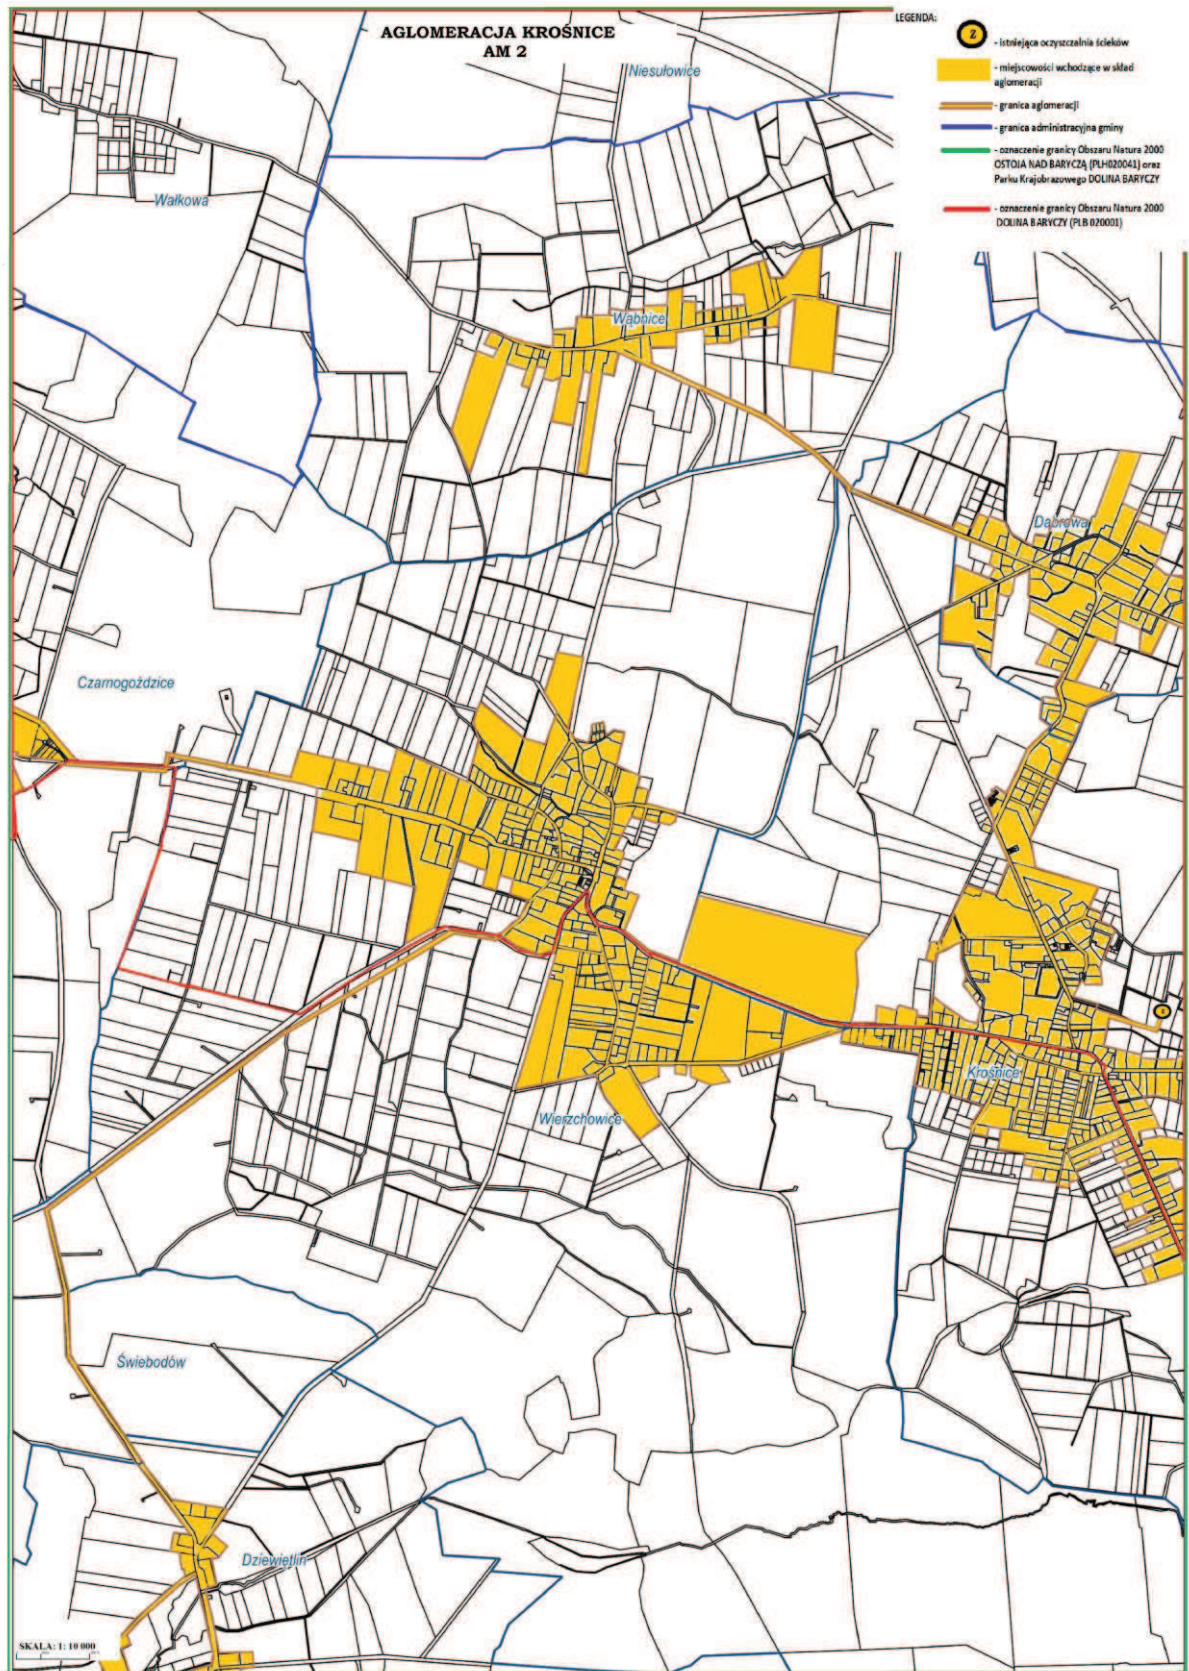 AGLOMERACJA KROŚNICE
AM 2
LEGENDA:
Z
- istniejąca oczyszczalnia ścieków
- miejscowości wchodzące w skład
aglomeracji
- granica aglomeracji
- granica administracyjna gminy
- oznaczenie granicy Obszaru Natura 2000
OSTOJA NAD BARYCZĄ (PLH020041) oraz
Parku Krajobrazowego DOLINA BARYCZY
- oznaczenie granicy Obszaru Natura 2000
DOLINA BARYCZY (PLB 020001)
Niesułowice
Wałkowa
Wąbnice
Dąbrowa
Czarnogoździce
Krośnice
Wierzchowice
Świebodów
Dziewiętlin
SKALA: 1: 10 000